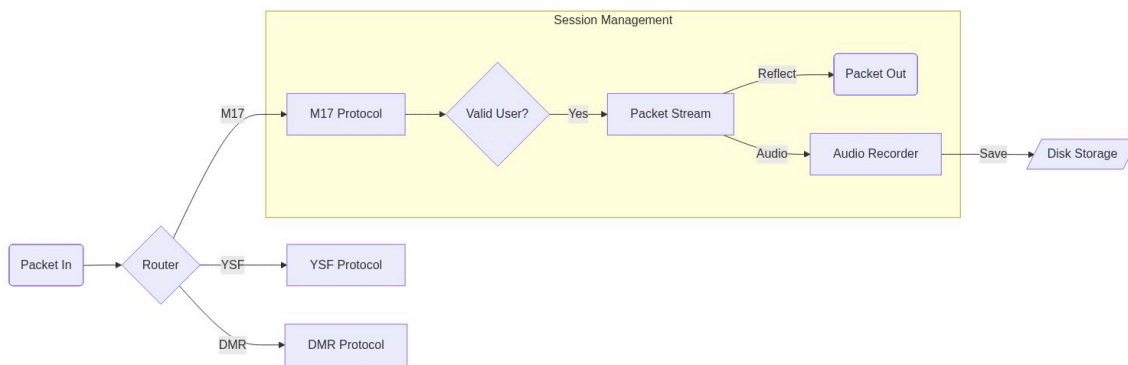 Session Management
Reflect
Packet Out
M17
M17 Protocol
Valid User?
Yes
Packet Stream
Audio
Audio Recorder
Save
Disk Storage
Packet In
Router
YSF
YSF Protocol
DMR
DMR Protocol